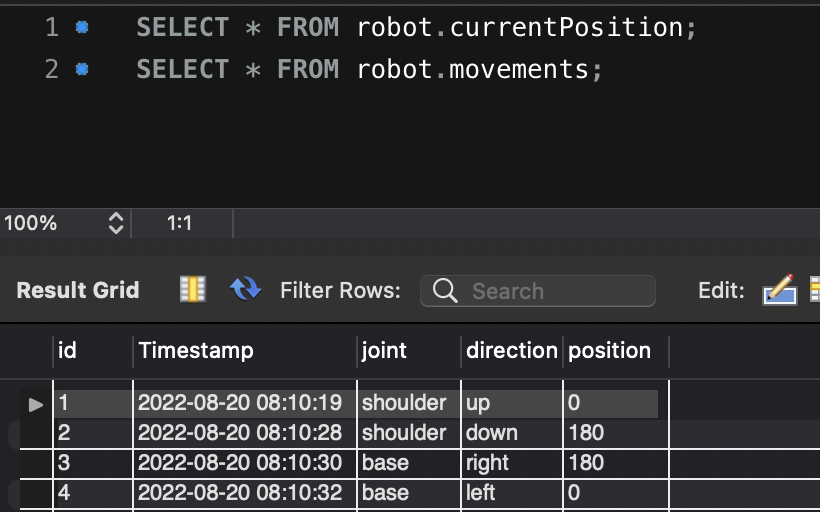 1 SELECT * FROM robot.currentPosition;
2 SELECT * FROM robot.movements;
100% 1:1
Result Grid Filter Rows: Search Edit:
id Timestamp joint direction position
1 2022-08-20 08:10:19 shoulder up 0
2 2022-08-20 08:10:28 shoulder down 180
3 2022-08-20 08:10:30 base right 180
4 2022-08-20 08:10:32 base left 0